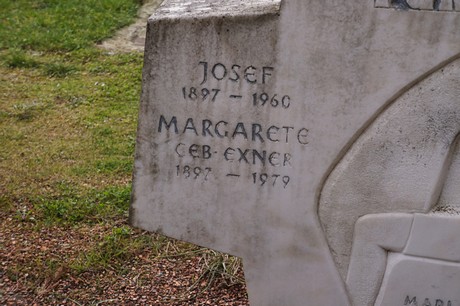 JOSEF
1897 – 1960
MARGARETE
GEB·EXNER
1897 – 1979